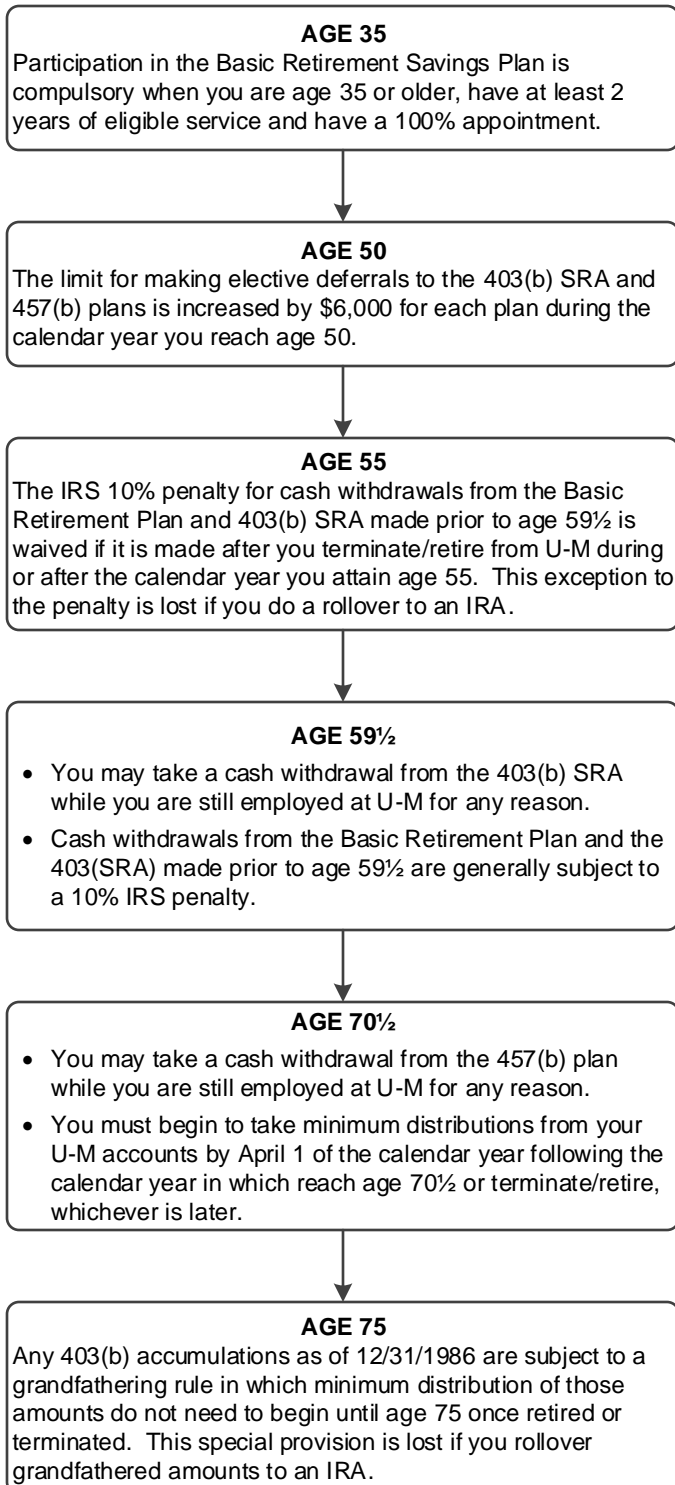 AGE 35
Participation in the Basic Retirement Savings Plan is
compulsory when you are age 35 or older, have at least 2
years of eligible service and have a 100% appointment.
AGE 50
The limit for making elective deferrals to the 403(b) SRA and
457(b) plans is increased by $6,000 for each plan during the
calendar year you reach age 50.
AGE 55
The IRS 10% penalty for cash withdrawals from the Basic
Retirement Plan and 403(b) SRA made prior to age 59½ is
waived if it is made after you terminate/retire from U-M during
or after the calendar year you attain age 55.  This exception to
the penalty is lost if you do a rollover to an IRA.
AGE 59½
• You may take a cash withdrawal from the 403(b) SRA
while you are still employed at U-M for any reason.
• Cash withdrawals from the Basic Retirement Plan and the
403(SRA) made prior to age 59½ are generally subject to
a 10% IRS penalty.
AGE 70½
• You may take a cash withdrawal from the 457(b) plan
while you are still employed at U-M for any reason.
• You must begin to take minimum distributions from your
U-M accounts by April 1 of the calendar year following the
calendar year in which reach age 70½ or terminate/retire,
whichever is later.
AGE 75
Any 403(b) accumulations as of 12/31/1986 are subject to a
grandfathering rule in which minimum distribution of those
amounts do not need to begin until age 75 once retired or
terminated.  This special provision is lost if you rollover
grandfathered amounts to an IRA.